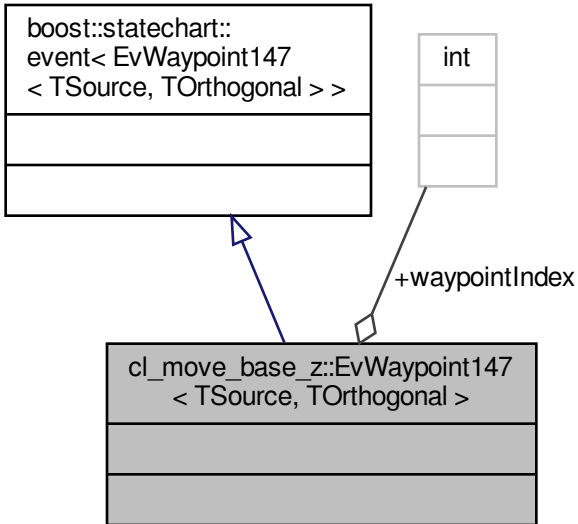 boost::statechart::
event< EvWaypoint147
< TSource, TOrthogonal > >
int
+waypointIndex
cl_move_base_z::EvWaypoint147
< TSource, TOrthogonal >